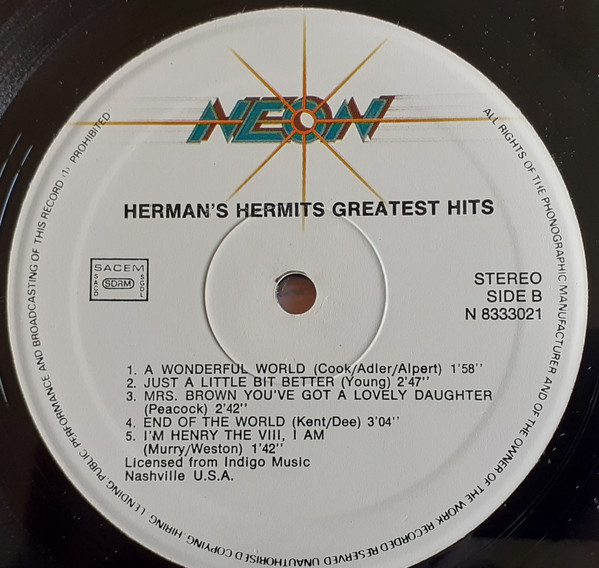 NEON
HERMAN'S HERMITS GREATEST HITS
SACEM
S&CD
SDRM
SGDL
STEREO
SIDE B
N 8333021
1. A WONDERFUL WORLD (Cook/Adler/Alpert) 1'58''
2. JUST A LITTLE BIT BETTER (Young) 2'47''
3. MRS. BROWN YOU'VE GOT A LOVELY DAUGHTER
(Peacock) 2'42''
4. END OF THE WORLD (Kent/Dee) 3'04''
5. I'M HENRY THE VIII, I AM
(Murry/Weston) 1'42''
Licensed from Indigo Music
Nashville U.S.A.
ALL RIGHTS OF THE PHONOGRAPHIC MANUFACTURER AND OF THE OWNER OF THE WORK RECORDED RESERVED UNAUTHORISED COPYING. HIRING. LENDING PUBLIC PERFORMANCE AND BROADCASTING OF THIS RECORD (1). PROHIBITED